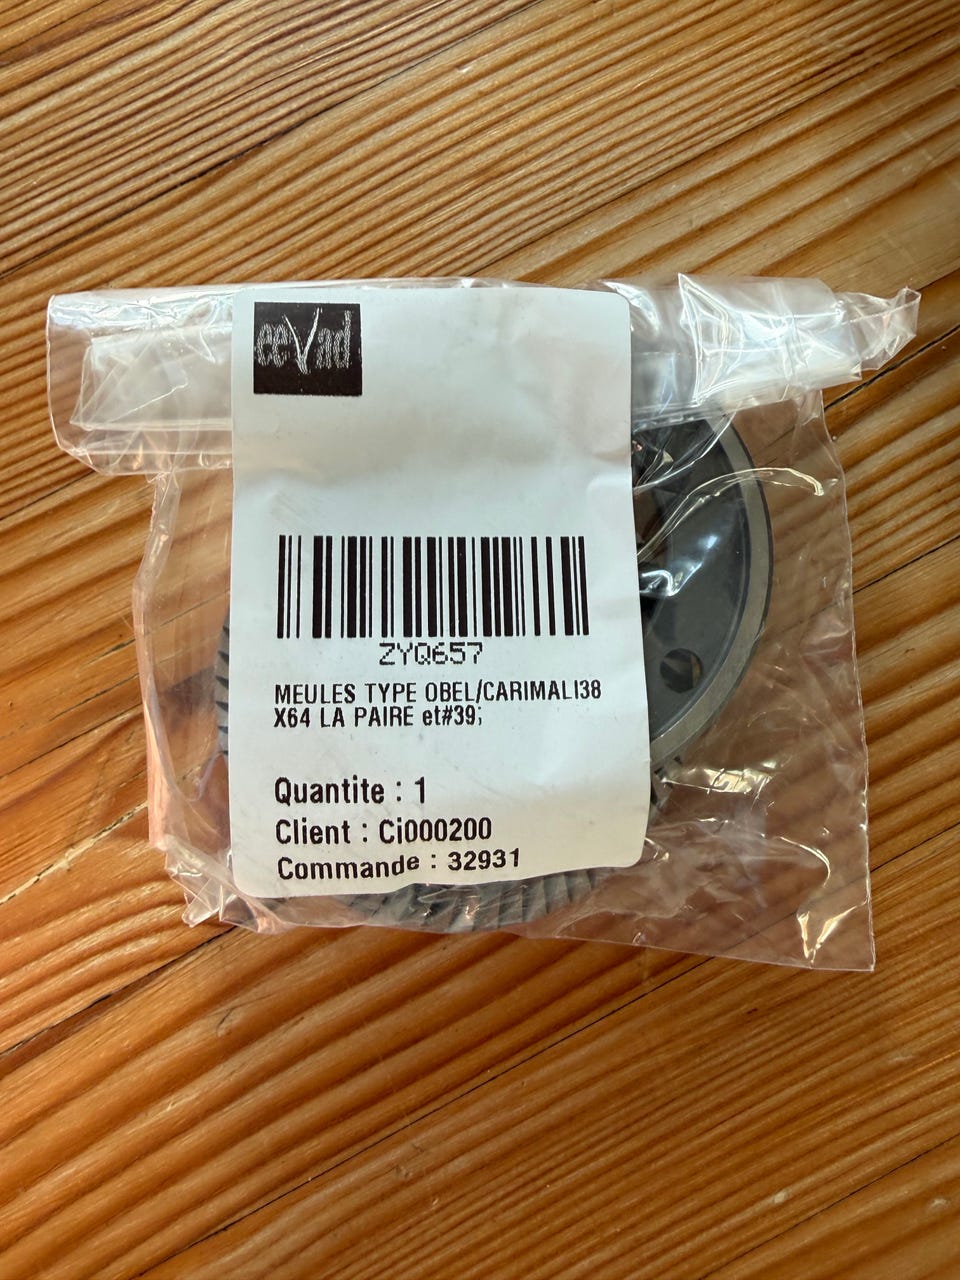 eeVad
ZYQ657
MEULES TYPE OBEL/CARIMALI38
X64 LA PAIRE et#39;
Quantite : 1
Client : Ci000200
Commande : 32931